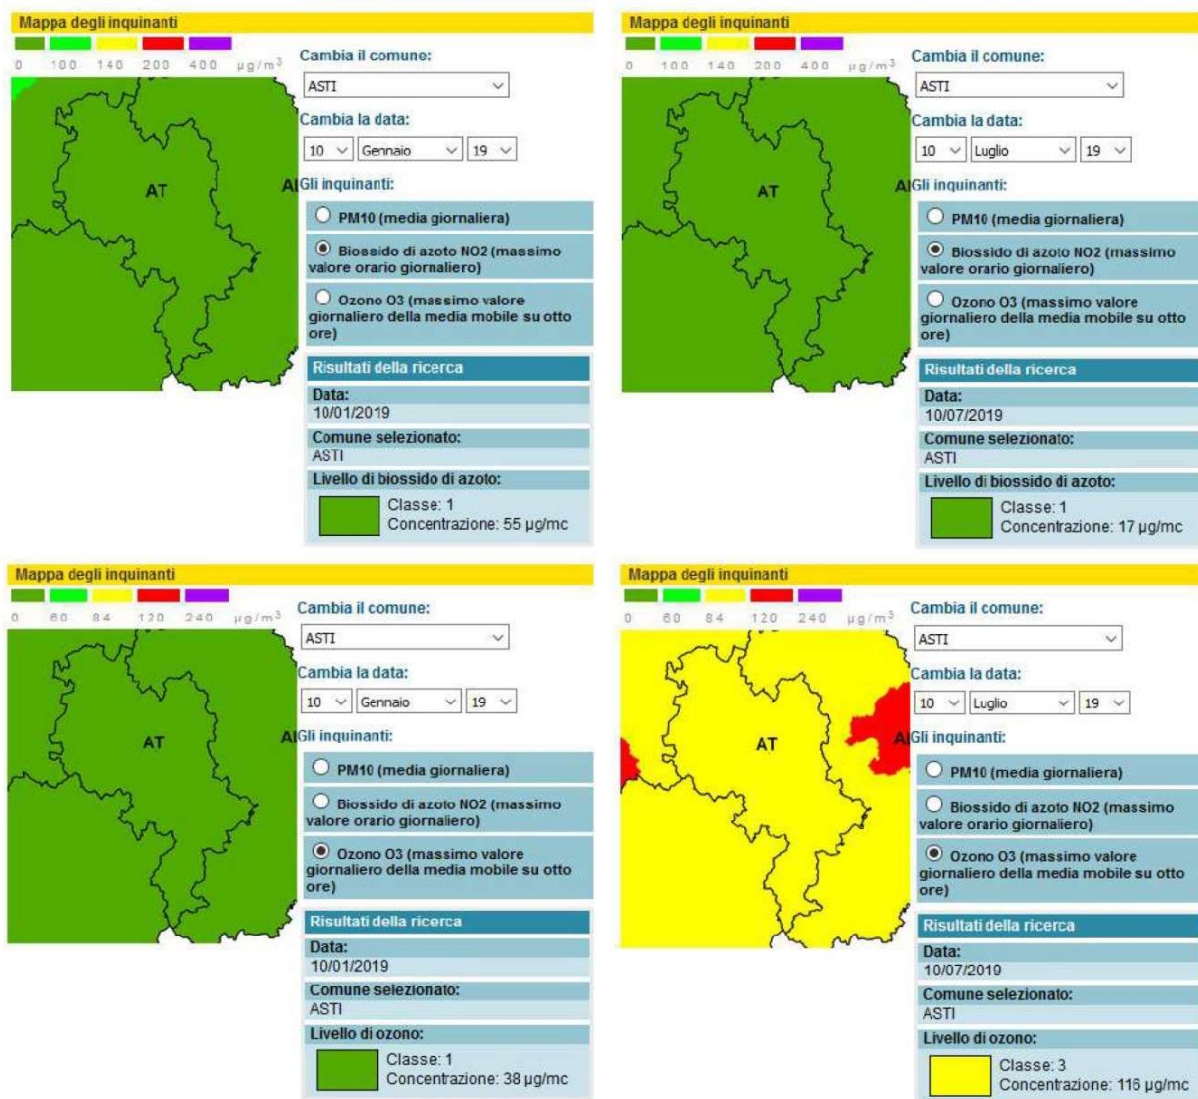 Mappa degli inquinanti
0 100 140 200 400 µg/m³
Cambia il comune:
ASTI
Cambia la data:
10 Gennaio 19
AT
Al
Gli inquinanti:
PM10 (media giornaliera)
Biossido di azoto NO2 (massimo
valore orario giornaliero)
Ozono O3 (massimo valore
giornaliero della media mobile su otto
ore)
Risultati della ricerca
Data:
10/01/2019
Comune selezionato:
ASTI
Livello di biossido di azoto:
Classe: 1
Concentrazione: 55 µg/mc
Mappa degli inquinanti
0 100 140 200 400 µg/m³
Cambia il comune:
ASTI
Cambia la data:
10 Luglio 19
AT
Al
Gli inquinanti:
PM10 (media giornaliera)
Biossido di azoto NO2 (massimo
valore orario giornaliero)
Ozono O3 (massimo valore
giornaliero della media mobile su otto
ore)
Risultati della ricerca
Data:
10/07/2019
Comune selezionato:
ASTI
Livello di biossido di azoto:
Classe: 1
Concentrazione: 17 µg/mc
Mappa degli inquinanti
0 60 84 120 240 µg/m³
Cambia il comune:
ASTI
Cambia la data:
10 Gennaio 19
AT
Al
Gli inquinanti:
PM10 (media giornaliera)
Biossido di azoto NO2 (massimo
valore orario giornaliero)
Ozono O3 (massimo valore
giornaliero della media mobile su otto
ore)
Risultati della ricerca
Data:
10/01/2019
Comune selezionato:
ASTI
Livello di ozono:
Classe: 1
Concentrazione: 38 µg/mc
Mappa degli inquinanti
0 60 84 120 240 µg/m³
Cambia il comune:
ASTI
Cambia la data:
10 Luglio 19
AT
Al
Gli inquinanti:
PM10 (media giornaliera)
Biossido di azoto NO2 (massimo
valore orario giornaliero)
Ozono O3 (massimo valore
giornaliero della media mobile su otto
ore)
Risultati della ricerca
Data:
10/07/2019
Comune selezionato:
ASTI
Livello di ozono:
Classe: 3
Concentrazione: 116 µg/mc